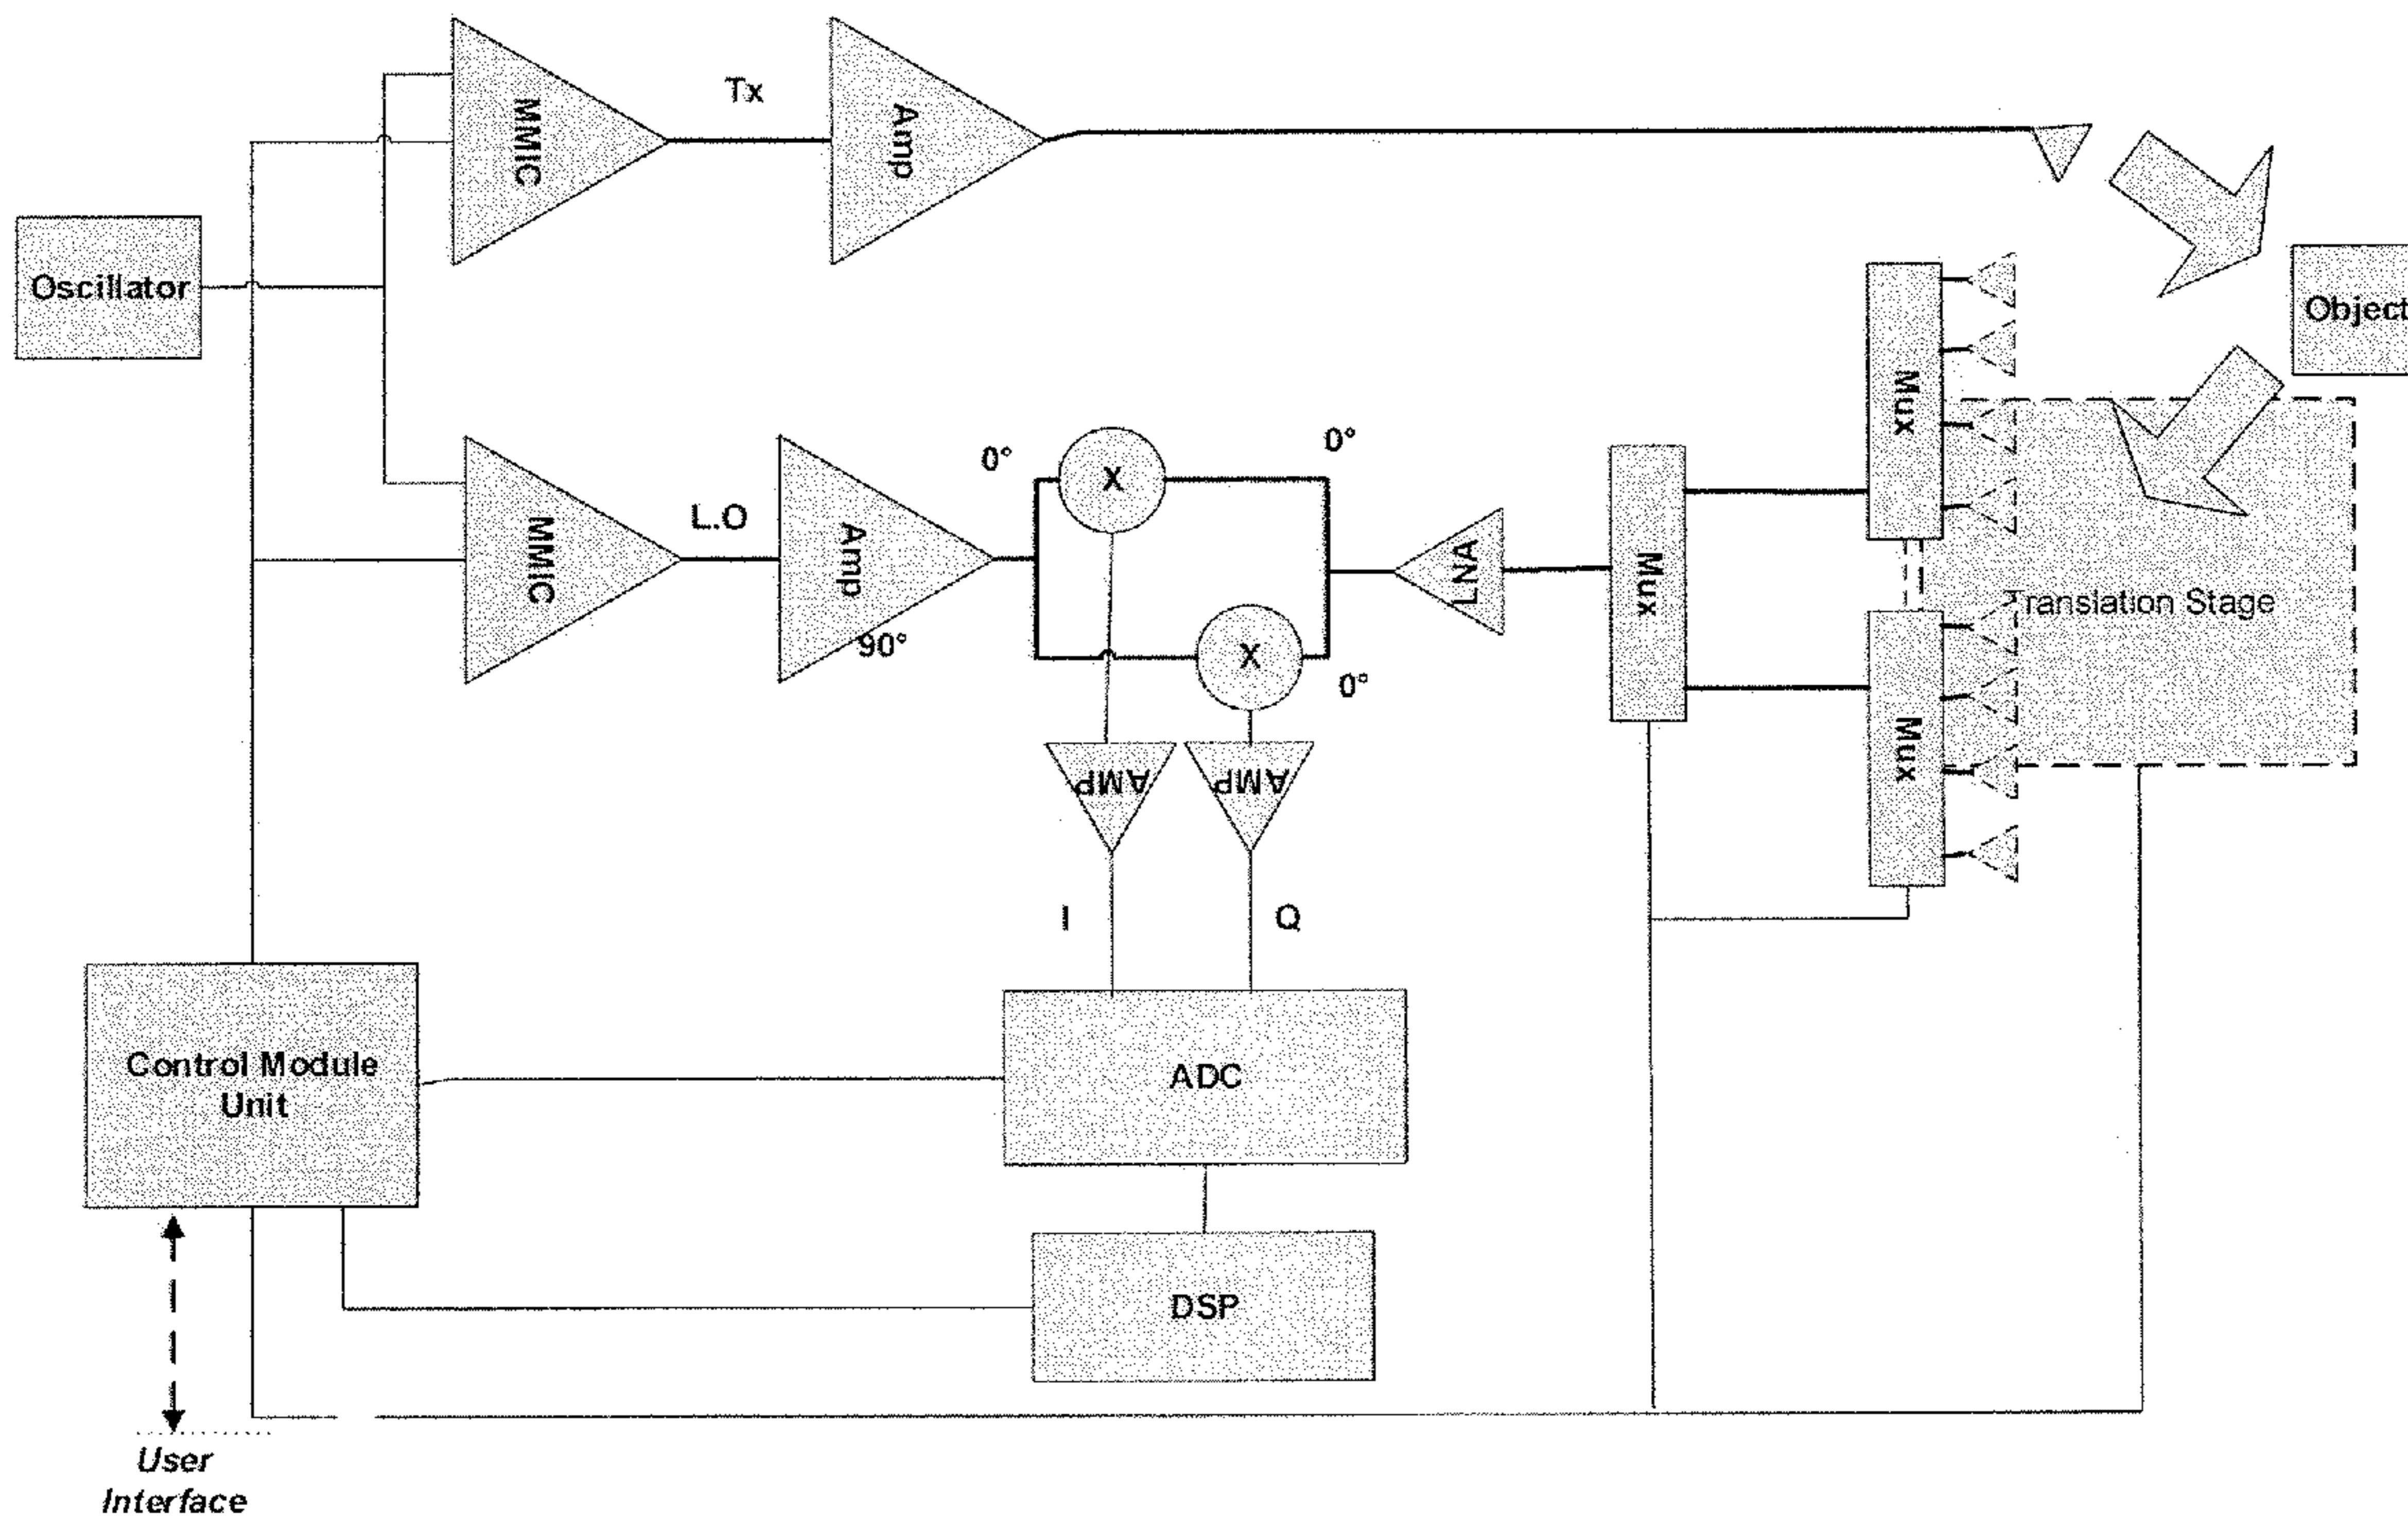 Tx
MMIC
Amp
Oscillator
Object
Mux
0°
0°
X
L.O
MMIC
Amp
90°
LNA
Mux
ranslation Stage
X
0°
Mux
AMP
AMP
I
Q
Control Module
Unit
ADC
DSP
User
Interface